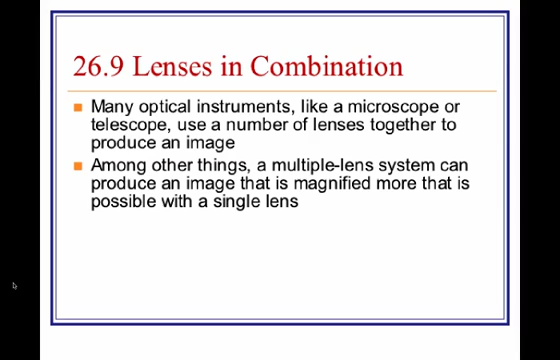 26.9 Lenses in Combination
Many optical instruments, like a microscope or
telescope, use a number of lenses together to
produce an image
Among other things, a multiple-lens system can
produce an image that is magnified more that is
possible with a single lens